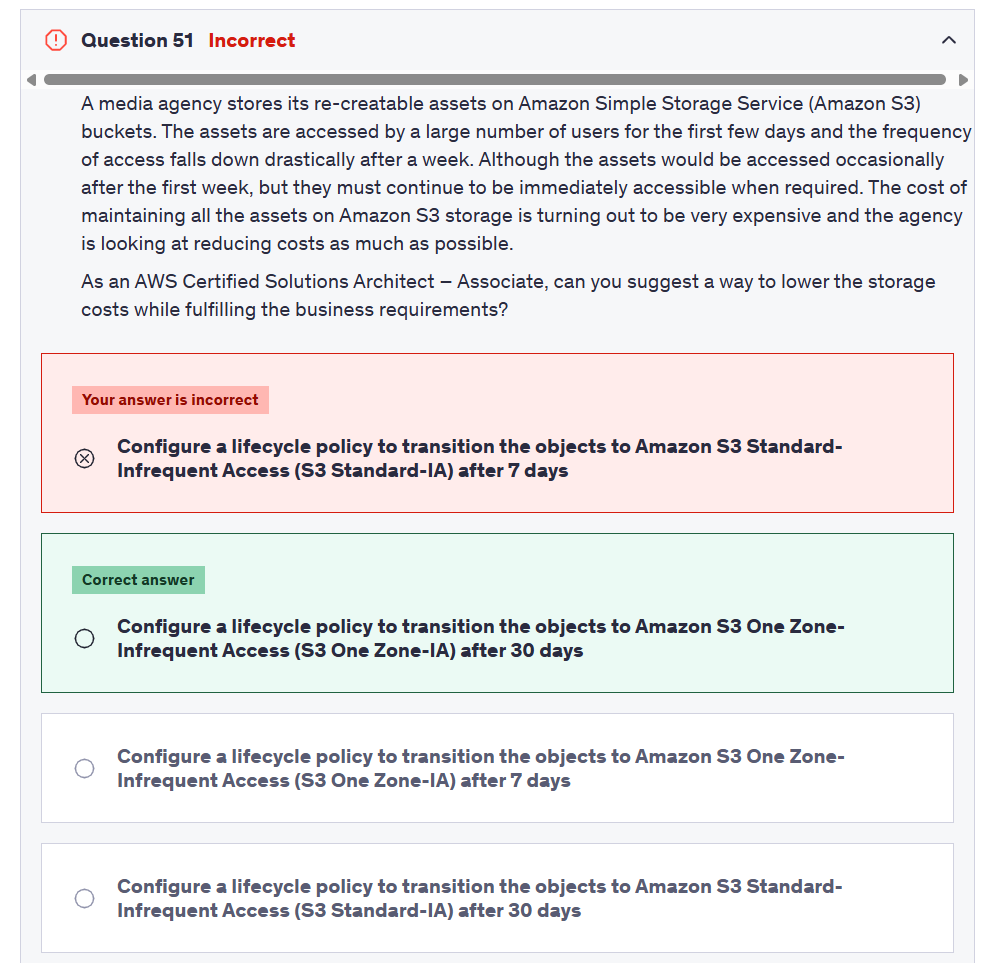 Question 51 Incorrect
A media agency stores its re-creatable assets on Amazon Simple Storage Service (Amazon S3)
buckets. The assets are accessed by a large number of users for the first few days and the frequency
of access falls down drastically after a week. Although the assets would be accessed occasionally
after the first week, but they must continue to be immediately accessible when required. The cost of
maintaining all the assets on Amazon S3 storage is turning out to be very expensive and the agency
is looking at reducing costs as much as possible.
As an AWS Certified Solutions Architect – Associate, can you suggest a way to lower the storage
costs while fulfilling the business requirements?
Your answer is incorrect
Configure a lifecycle policy to transition the objects to Amazon S3 Standard-
Infrequent Access (S3 Standard-IA) after 7 days
Correct answer
Configure a lifecycle policy to transition the objects to Amazon S3 One Zone-
Infrequent Access (S3 One Zone-IA) after 30 days
Configure a lifecycle policy to transition the objects to Amazon S3 One Zone-
Infrequent Access (S3 One Zone-IA) after 7 days
Configure a lifecycle policy to transition the objects to Amazon S3 Standard-
Infrequent Access (S3 Standard-IA) after 30 days